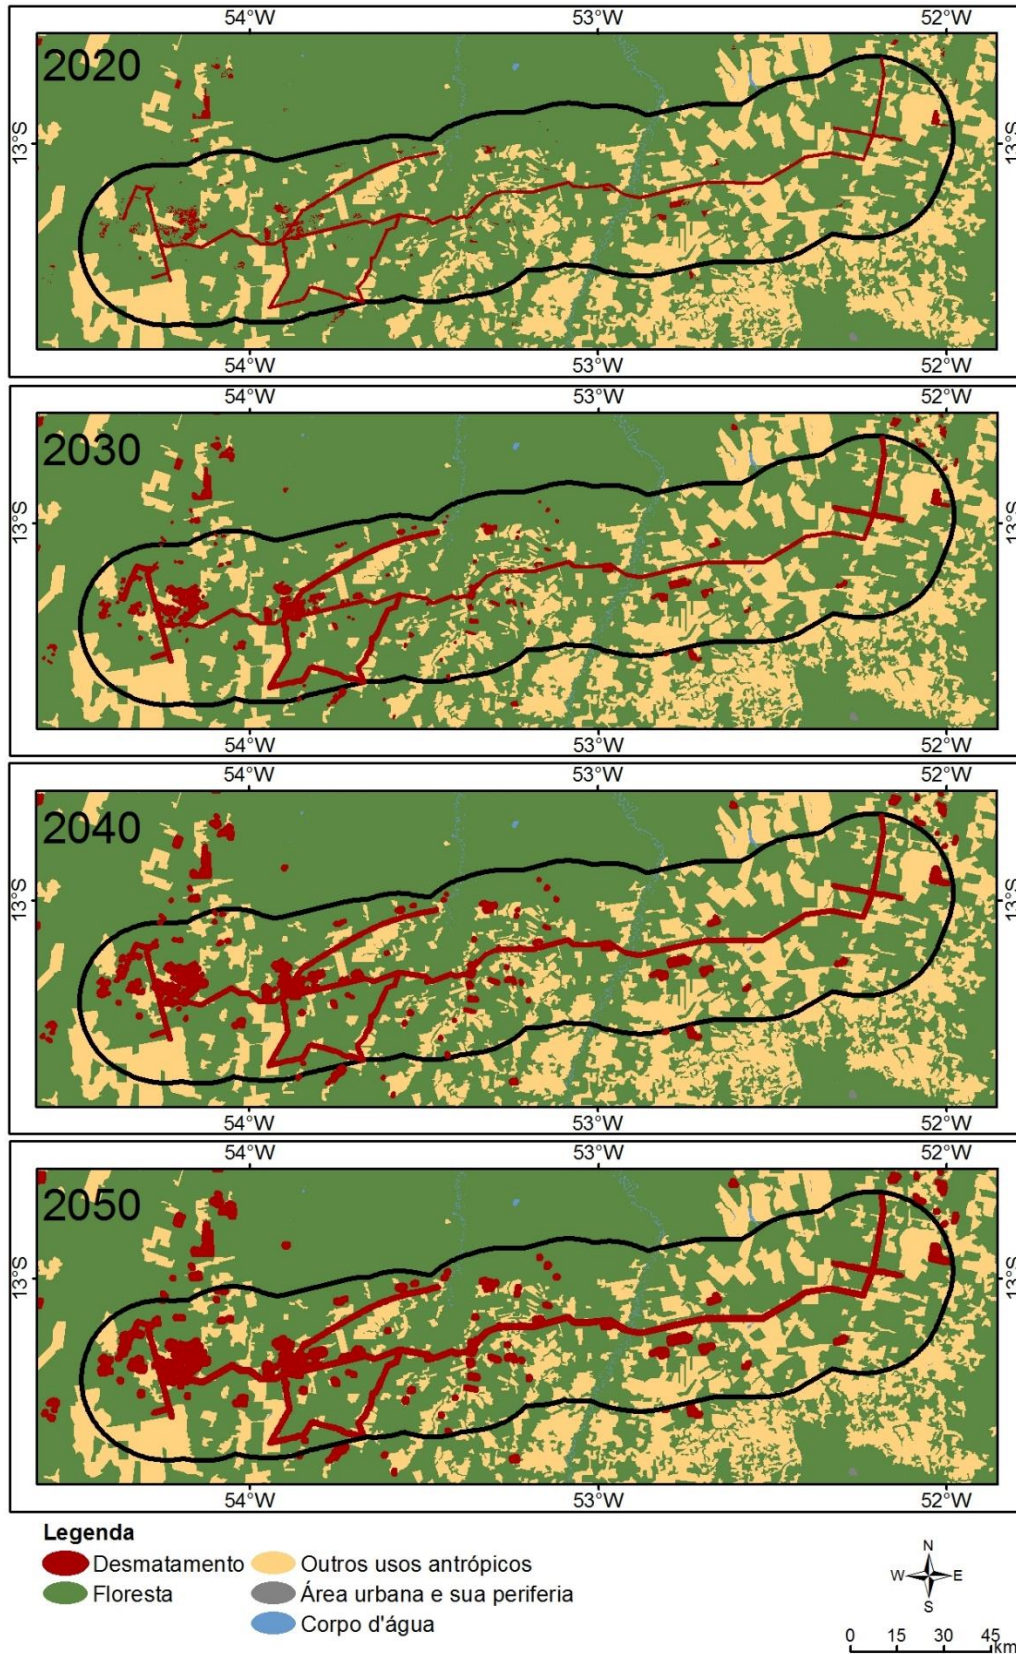 54°W 53°W 52°W
2020
13°S 13°S
54°W 53°W 52°W
54°W 53°W 52°W
2030
13°S 13°S
54°W 53°W 52°W
54°W 53°W 52°W
2040
13°S 13°S
54°W 53°W 52°W
54°W 53°W 52°W
2050
13°S 13°S
54°W 53°W 52°W
Legenda
Desmatamento Outros usos antrópicos
Floresta Área urbana e sua periferia
Corpo d'água
N
W E
S
0 15 30 45
km